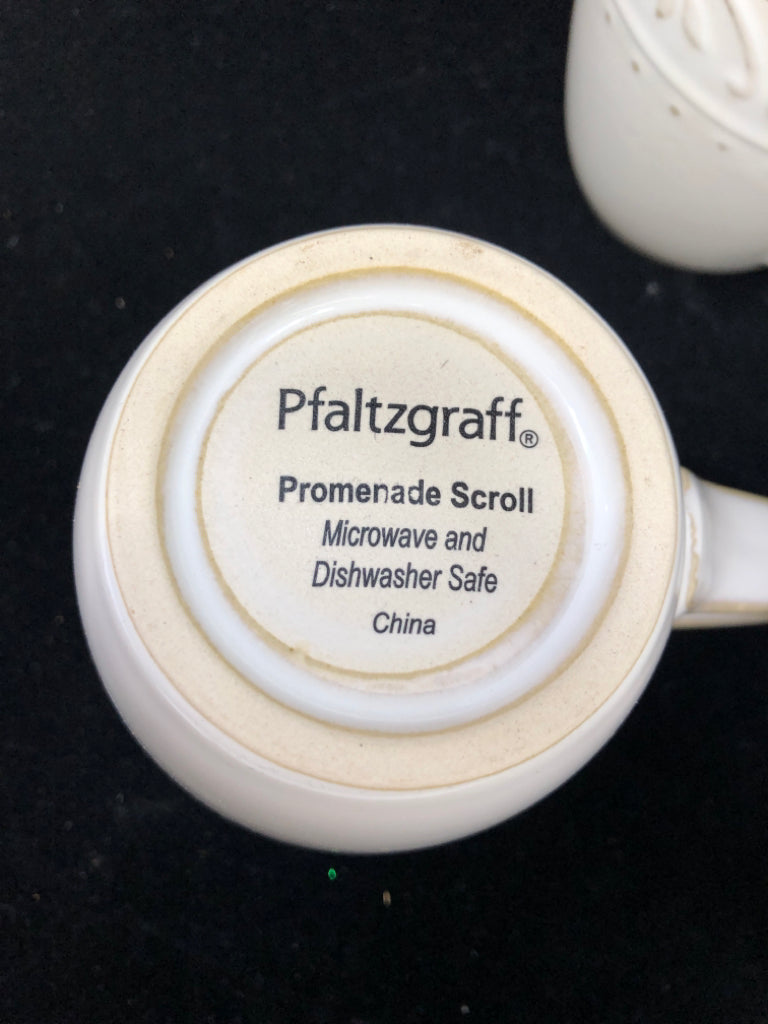 Pfaltzgraff®
Promenade Scroll
Microwave and
Dishwasher Safe
China